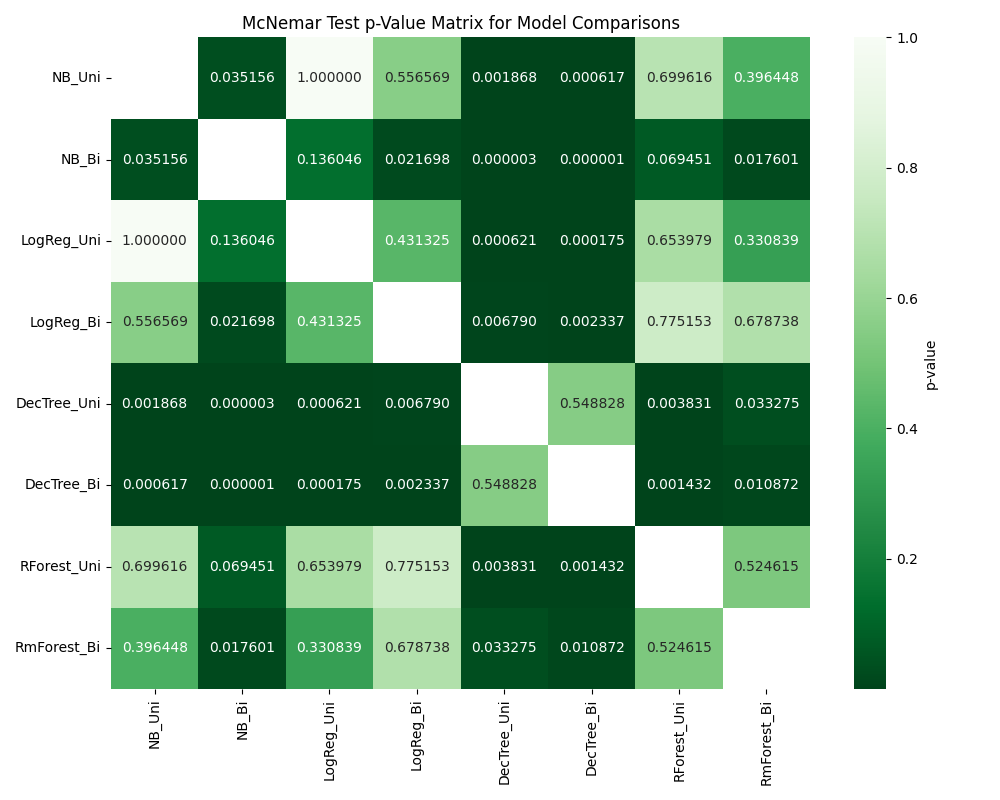 McNemar Test p-Value Matrix for Model Comparisons
NB_Uni 0.035156 1.000000 0.556569 0.001868 0.000617 0.699616 0.396448
NB_Bi 0.035156 0.136046 0.021698 0.000003 0.000001 0.069451 0.017601
LogReg_Uni 1.000000 0.136046 0.431325 0.000621 0.000175 0.653979 0.330839
LogReg_Bi 0.556569 0.021698 0.431325 0.006790 0.002337 0.775153 0.678738
DecTree_Uni 0.001868 0.000003 0.000621 0.006790 0.548828 0.003831 0.033275
DecTree_Bi 0.000617 0.000001 0.000175 0.002337 0.548828 0.001432 0.010872
RForest_Uni 0.699616 0.069451 0.653979 0.775153 0.003831 0.001432 0.524615
RmForest_Bi 0.396448 0.017601 0.330839 0.678738 0.033275 0.010872 0.524615
NB_Uni
NB_Bi
LogReg_Uni
LogReg_Bi
DecTree_Uni
DecTree_Bi
RForest_Uni
RmForest_Bi
1.0
0.8
0.6
0.4
0.2
p-value